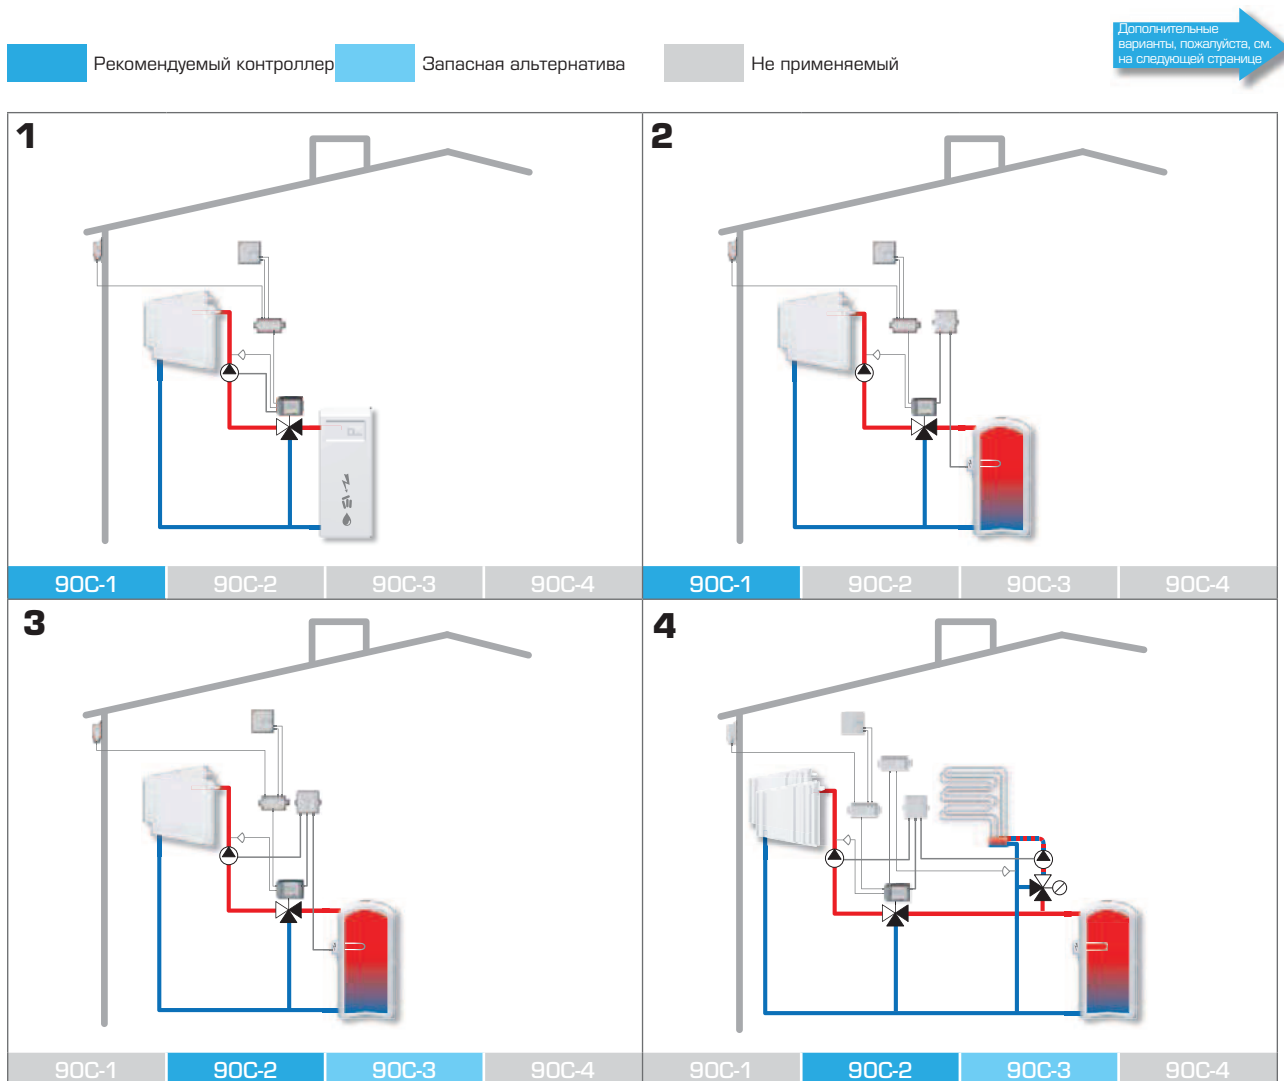 Дополнительные
варианты, пожалуйста, см.
на следующей странице
Рекомендуемый контроллер
Запасная альтернатива
Не применяемый
1
2
90C-1 90C-2 90C-3 90C-4
90C-1 90C-2 90C-3 90C-4
3
4
90C-1 90C-2 90C-3 90C-4
90C-1 90C-2 90C-3 90C-4